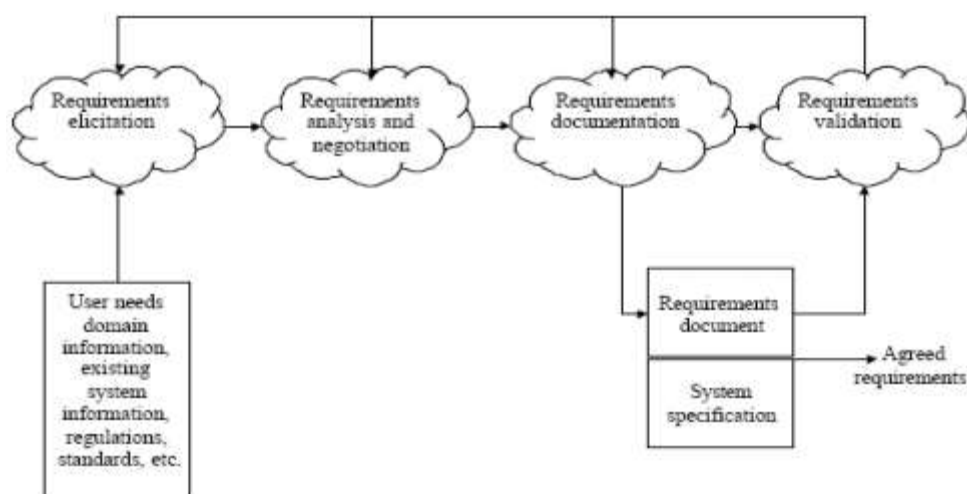 Requirements
elicitation
Requirements
analysis and
negotiation
Requirements
documentation
Requirements
validation
User needs
domain
information,
existing
system
information,
regulations,
standards, etc.
Requirements
document
System
specification
Agreed
requirements